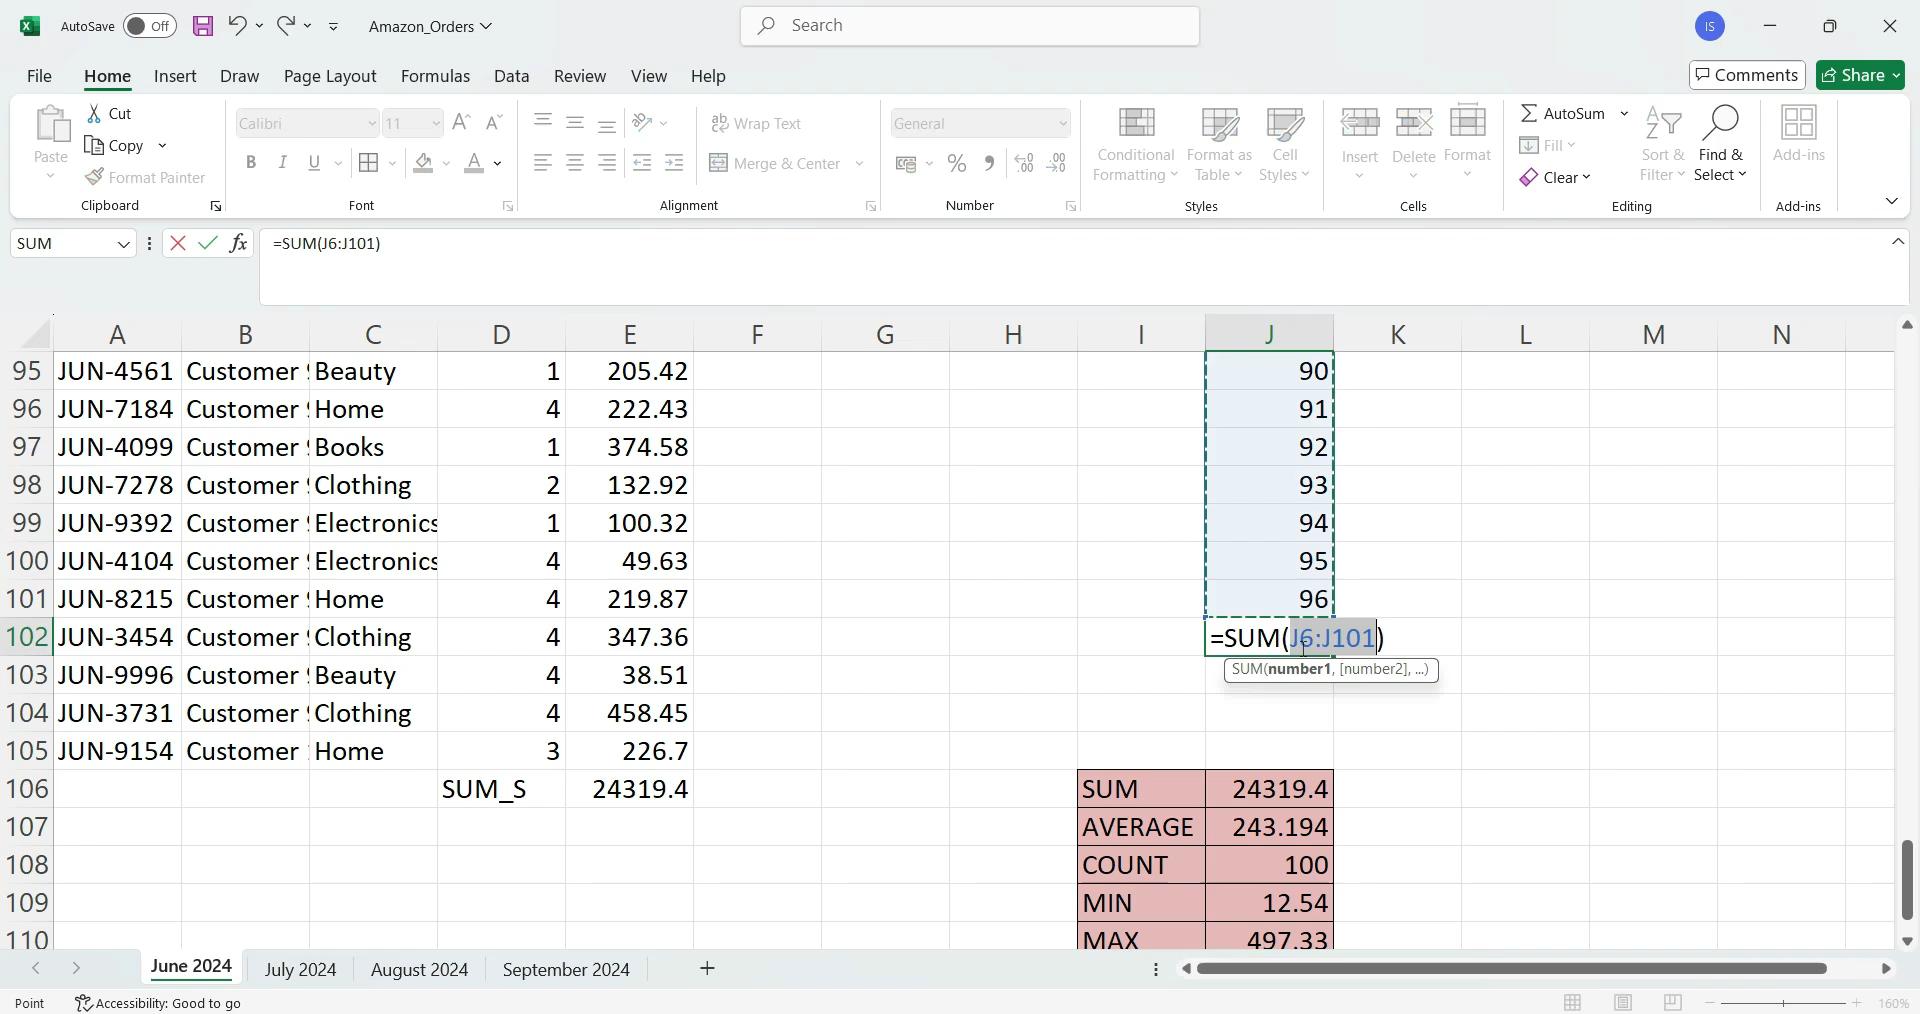 AutoSave Off Amazon_Orders Search IS
File Home Insert Draw Page Layout Formulas Data Review View Help Comments Share
Paste Cut Copy Format Painter Clipboard
Calibri 11 A A B I U A Font
ab Wrap Text Merge & Center Alignment
General % 9 .00 .00 Number
Conditional Formatting Format as Table Cell Styles Styles
Insert Delete Format Cells
AutoSum Fill Clear Sort & Filter Find & Select Editing
Add-ins Add-ins
SUM fx =SUM(J6:J101)
A B C D E F G H I J K L M N
95 JUN-4561 Customer Beauty 1 205.42 90
96 JUN-7184 Customer Home 4 222.43 91
97 JUN-4099 Customer Books 1 374.58 92
98 JUN-7278 Customer Clothing 2 132.92 93
99 JUN-9392 Customer Electronics 1 100.32 94
100 JUN-4104 Customer Electronics 4 49.63 95
101 JUN-8215 Customer Home 4 219.87 96
102 JUN-3454 Customer Clothing 4 347.36 =SUM(J6:J101)
SUM(number1, [number2], ...)
103 JUN-9996 Customer Beauty 4 38.51
104 JUN-3731 Customer Clothing 4 458.45
105 JUN-9154 Customer Home 3 226.7
106 SUM_S 24319.4 SUM 24319.4
107 AVERAGE 243.194
108 COUNT 100
109 MIN 12.54
110 MAX 497.33
June 2024 July 2024 August 2024 September 2024
Point Accessibility: Good to go 160%